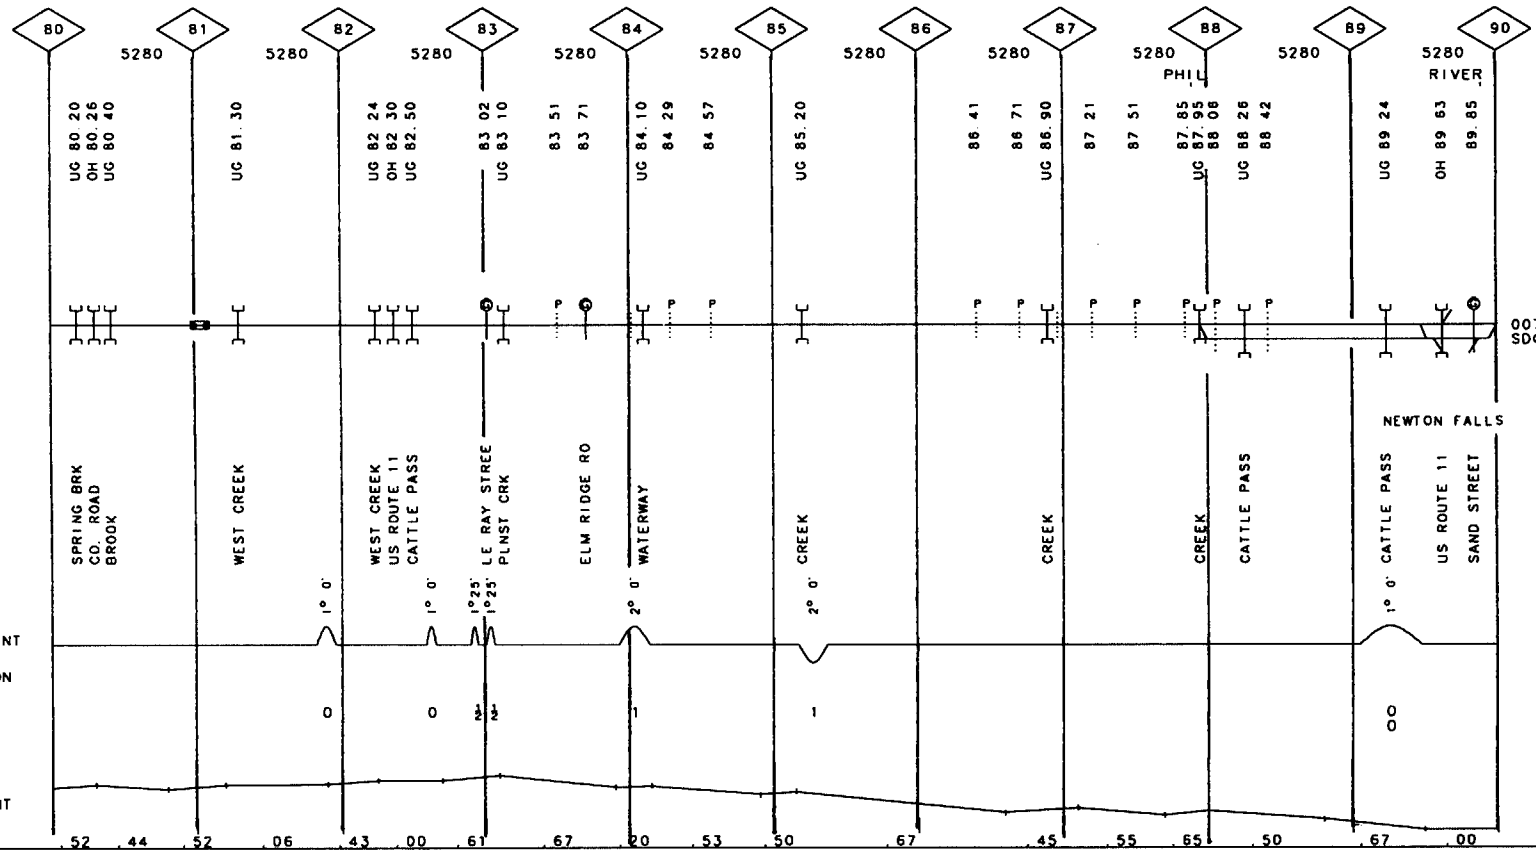 80 81 82 83 84 85 86 87 88 89 90
5280 5280 5280 5280 5280 5280 5280 5280 5280 5280
PHIL RIVER
UG 80.20
OH 80.26
UG 80 40
UG 81.30
UG 82 24
OH 82 30
UG 82.50
83 02
UG 83 10
83 51
83 71
UG 84.10
84 29
84 57
UG 85.20
86.41
86 71
UG 86.90
87 21
87 51
87.85
UG 87.95
88 08
UG 88 26
88 42
UG 89 24
OH 89 63
89.85
G P G P P P P P P P P P G
007
NEWTON FALLS
SPRING BRK
CO. ROAD
BROOK
WEST CREEK
WEST CREEK
US ROUTE 11
CATTLE PASS
LE RAY STREE
PLNST CRK
ELM RIDGE RD
WATERWAY
CREEK
CREEK
CREEK
CATTLE PASS
CATTLE PASS
US ROUTE 11
SAND STREET
1° 0' 1° 0' 1°25' 1°25' 2° 0' 2° 0' 1° 0'
NT
ON
0 0 ½ ½ 1 1 0
0
IT
.52 .44 .52 .06 .43 .00 .61 .67 .20 .53 .50 .67 .45 .55 .65 .50 .67 .00